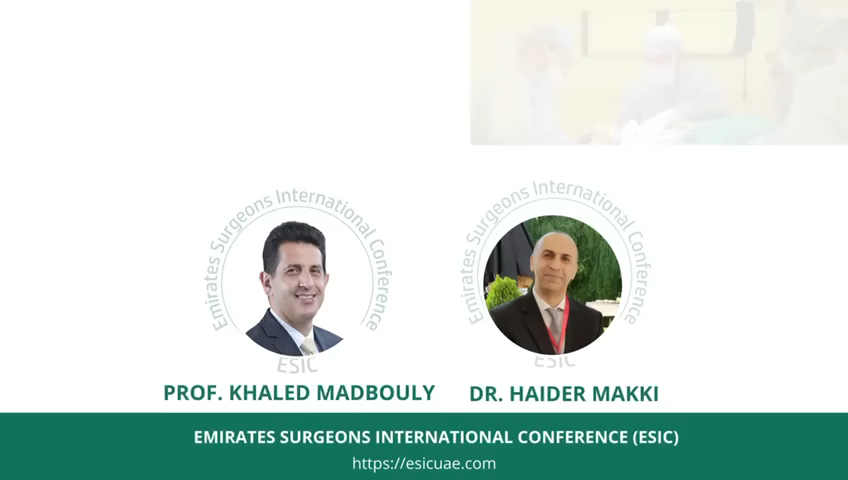 Emirates Surgeons International Conference
ESIC
Emirates Surgeons International Conference
ESIC
PROF. KHALED MADBOULY
DR. HAIDER MAKKI
EMIRATES SURGEONS INTERNATIONAL CONFERENCE (ESIC)
https://esicuae.com